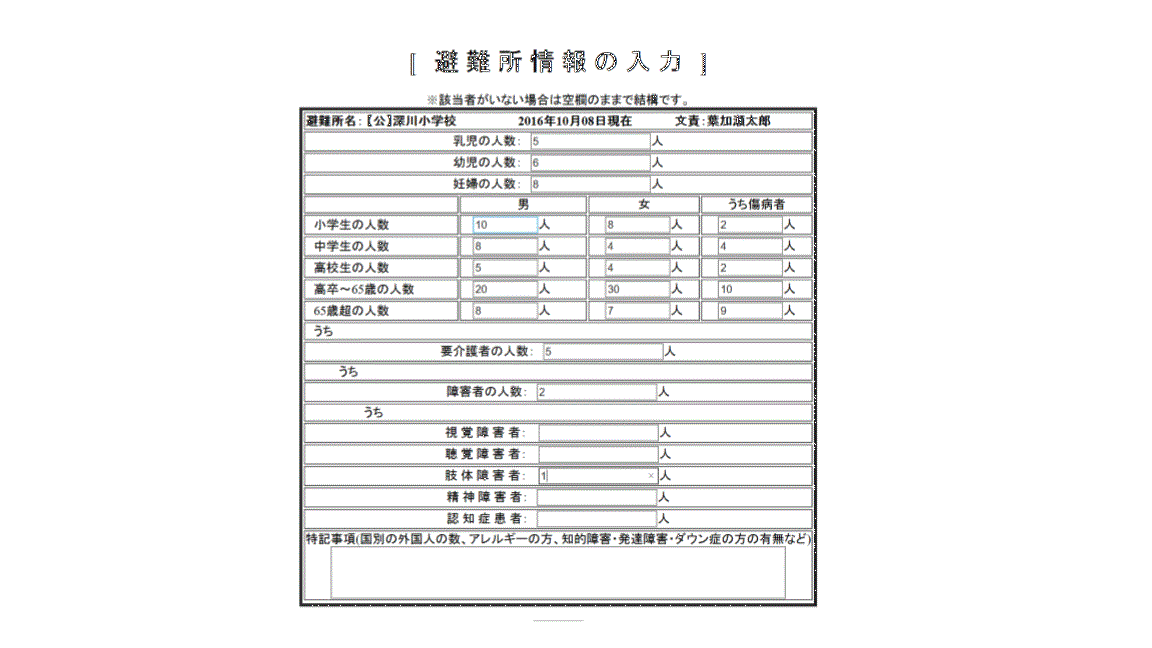 [ 避難所情報の入力 ]
※該当者がいない場合は空欄のままで結構です。
避難所名:〖公〗深川小学校 2016年10月08日現在 文責:葉加瀬太郎
乳児の人数: 5 人
幼児の人数: 6 人
妊婦の人数: 8 人
男 女 うち傷病者
小学生の人数 10 人 8 人 2 人
中学生の人数 8 人 4 人 4 人
高校生の人数 5 人 4 人 2 人
高卒～65歳の人数 20 人 30 人 10 人
65歳超の人数 8 人 7 人 9 人
うち
要介護者の人数: 5 人
うち
障害者の人数: 2 人
うち
視覚障害者: 人
聴覚障害者: 人
肢体障害者: 1 × 人
精神障害者: 人
認知症患者: 人
特記事項(国別の外国人の数、アレルギーの方、知的障害・発達障害・ダウン症の方の有無など)